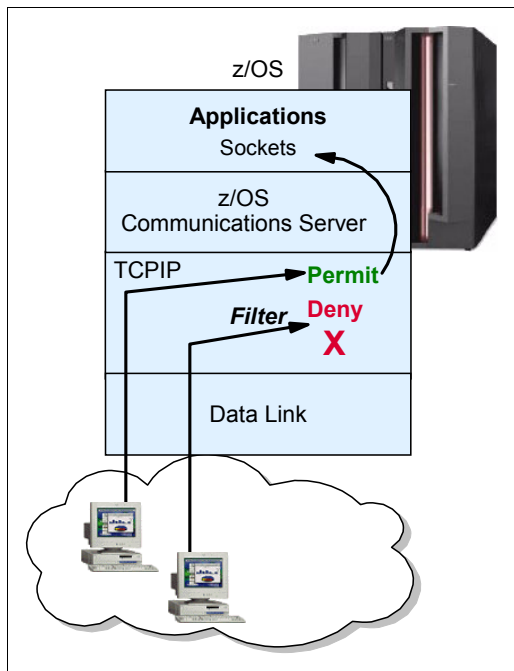 z/OS
Applications
Sockets
z/OS
Communications Server
TCPIP
Permit
Filter
Deny
X
Data Link